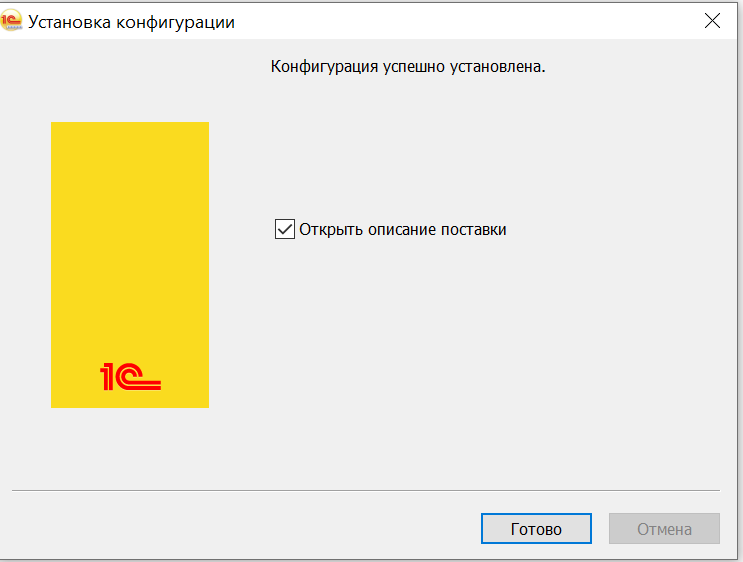 Установка конфигурации
Конфигурация успешно установлена.
Открыть описание поставки
1С
Готово
Отмена